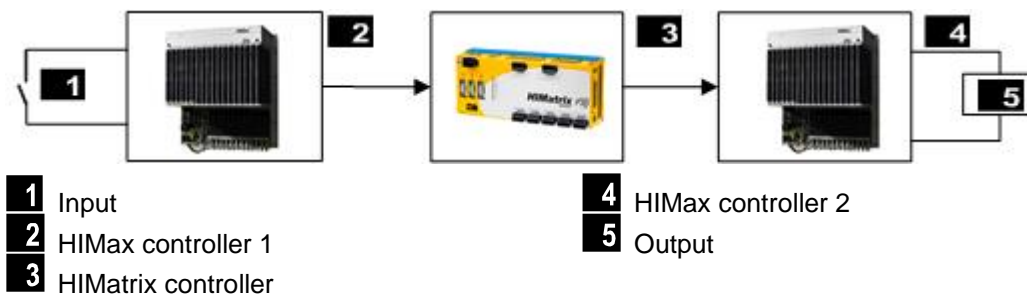 1
2
3
4
5
HIMatrix
1 Input
2 HIMax controller 1
3 HIMatrix controller
4 HIMax controller 2
5 Output